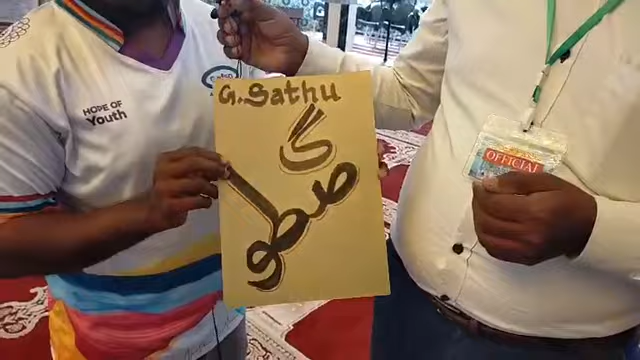 G. Sathu
گ
صطو
HOPE OF
Youth
OFFICIAL